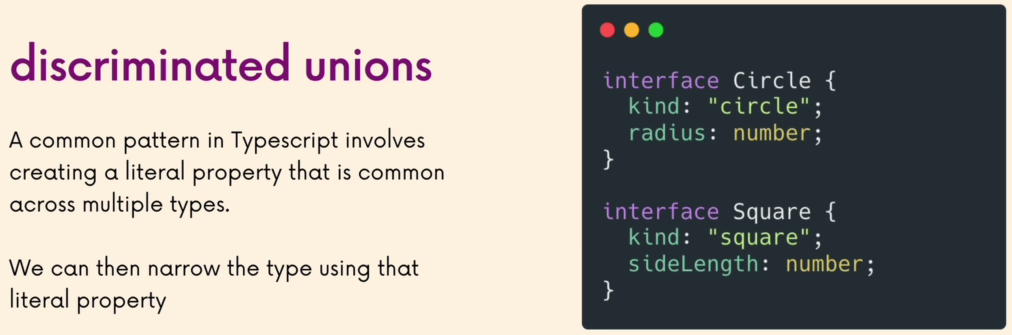 discriminated unions
A common pattern in Typescript involves
creating a literal property that is common
across multiple types.
We can then narrow the type using that
literal property
interface Circle {
  kind: "circle";
  radius: number;
}
interface Square {
  kind: "square";
  sideLength: number;
}